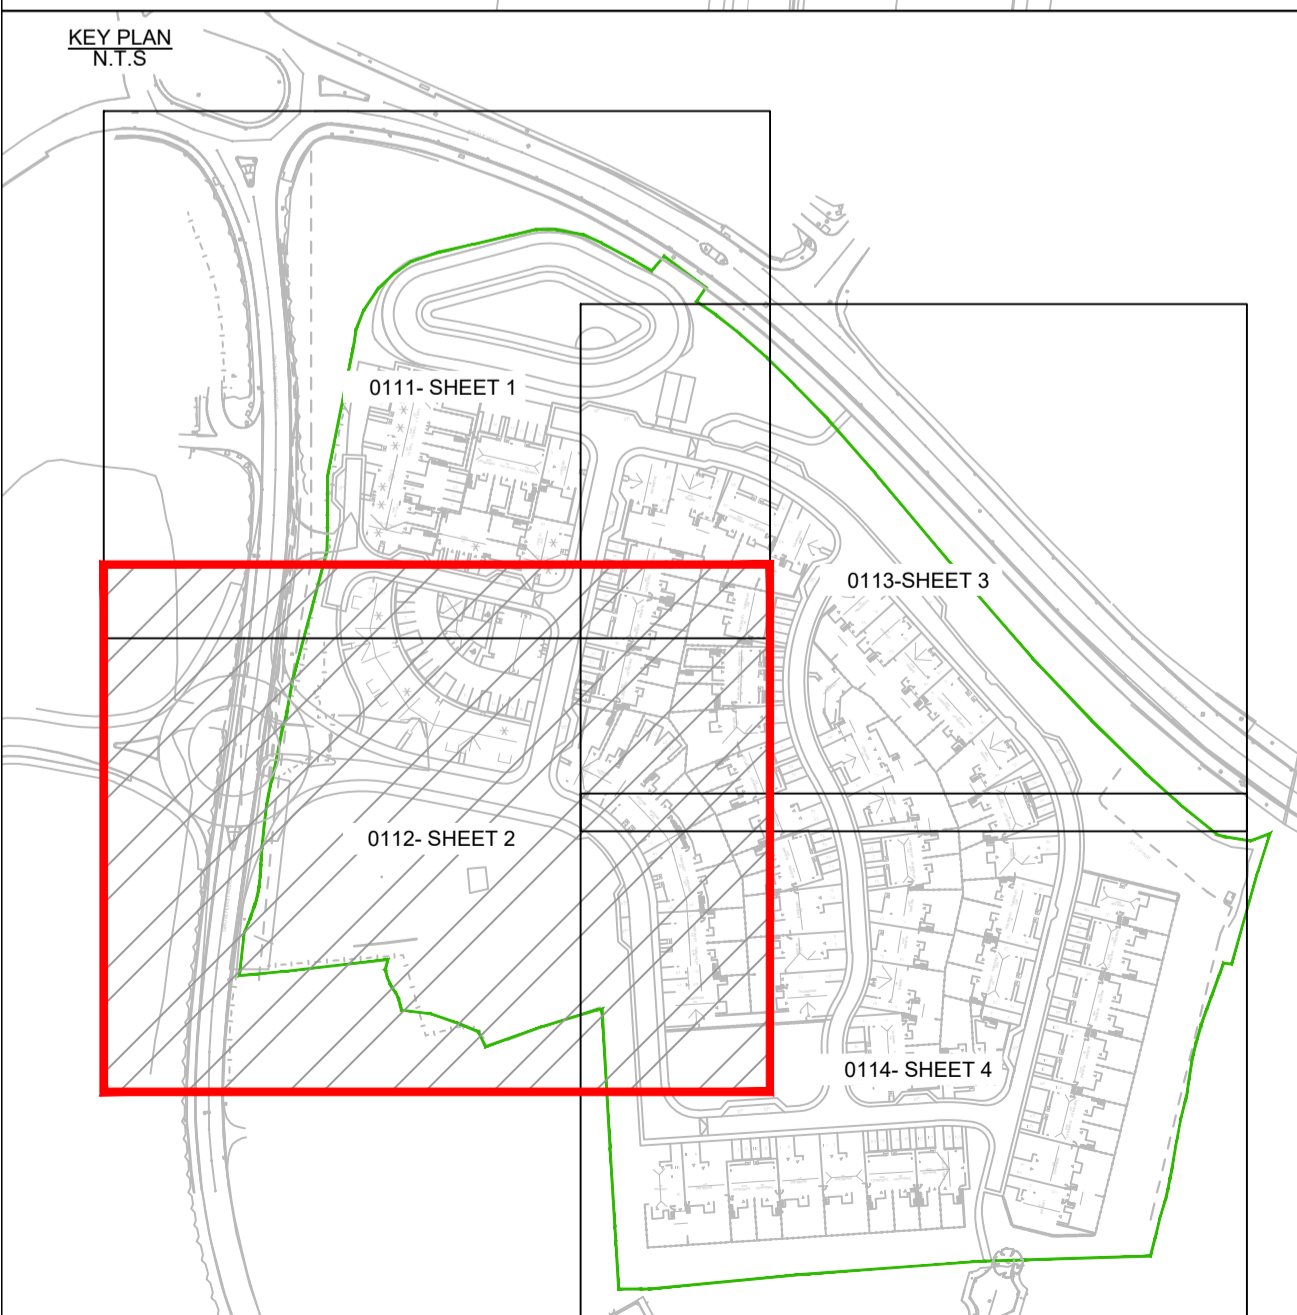 KEY PLAN
N.T.S
0111- SHEET 1
0113-SHEET 3
0112- SHEET 2
0114- SHEET 4